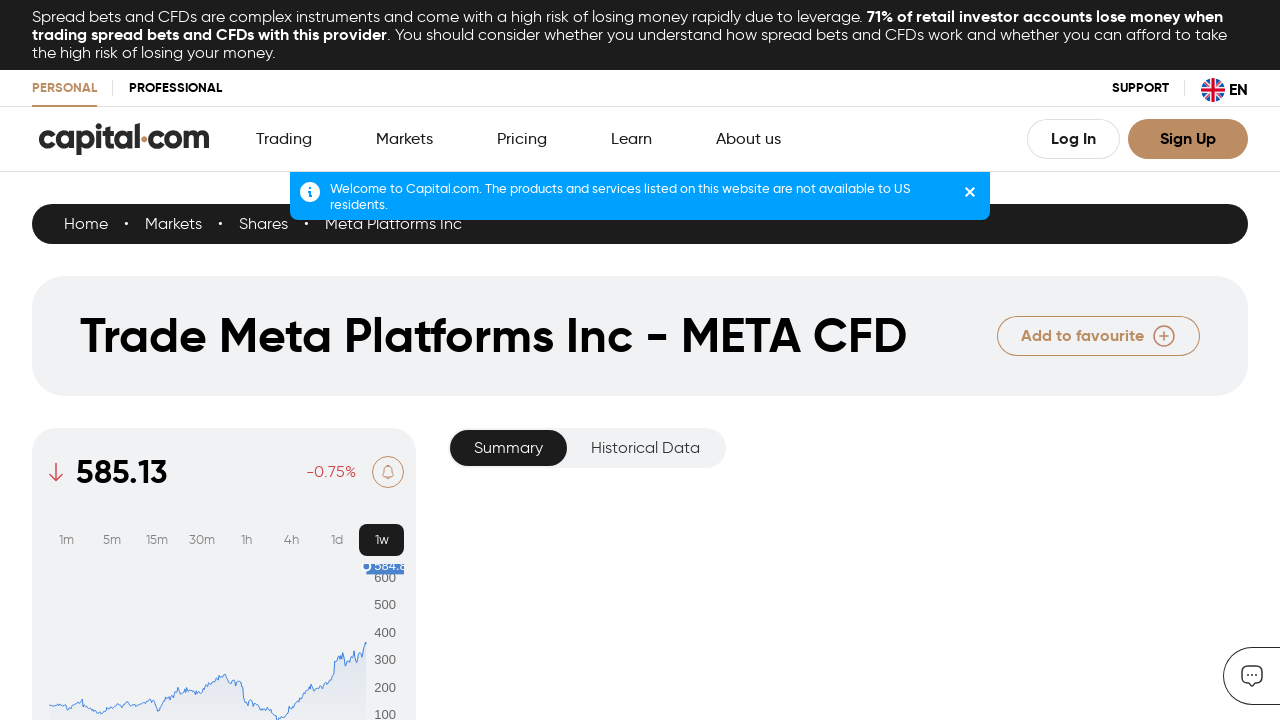 Spread bets and CFDs are complex instruments and come with a high risk of losing money rapidly due to leverage. 71% of retail investor accounts lose money when
trading spread bets and CFDs with this provider. You should consider whether you understand how spread bets and CFDs work and whether you can afford to take
the high risk of losing your money.
PERSONAL PROFESSIONAL SUPPORT EN
capital.com Trading Markets Pricing Learn About us Log In Sign Up
Welcome to Capital.com. The products and services listed on this website are not available to US
residents.
Home • Markets • Shares • Meta Platforms Inc
Trade Meta Platforms Inc - META CFD Add to favourite
Summary Historical Data
585.13 -0.75%
1m 5m 15m 30m 1h 4h 1d 1w
584.8
600
500
400
300
200
100